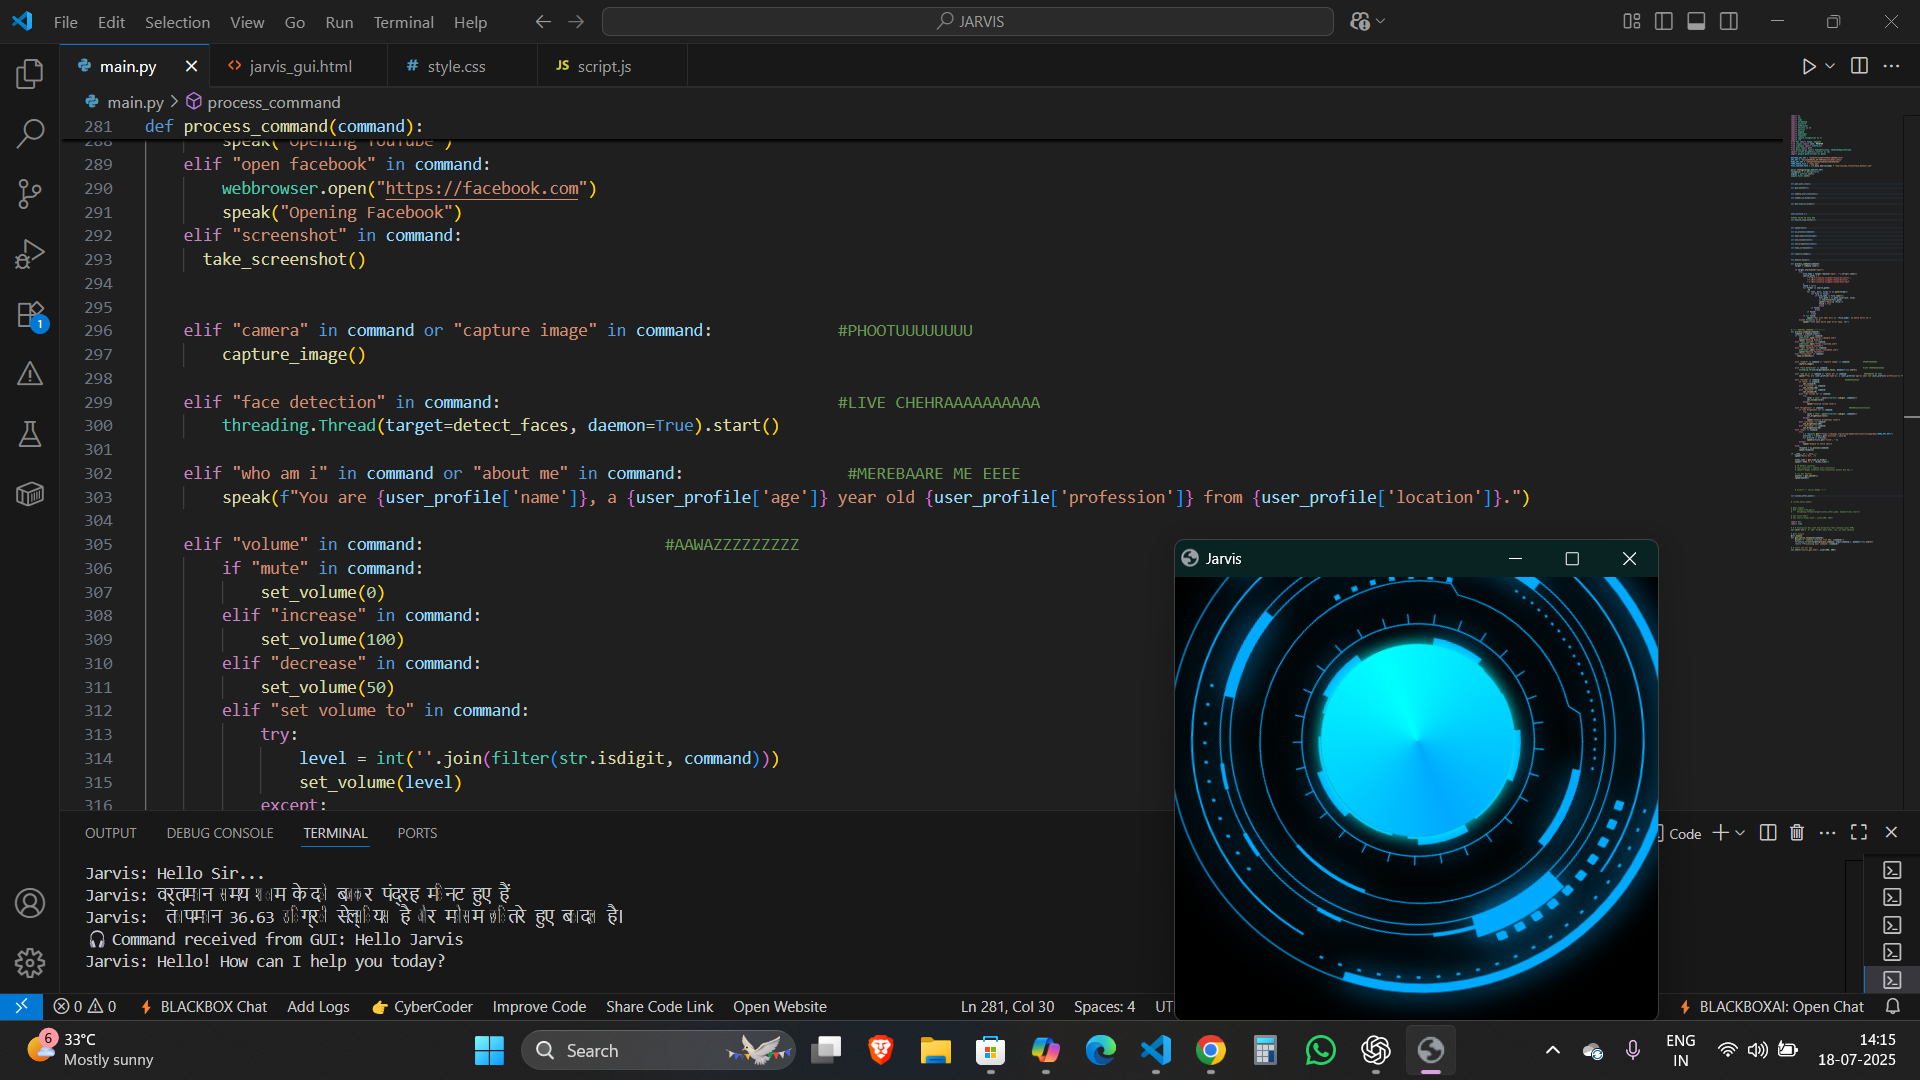 File Edit Selection View Go Run Terminal Help
JARVIS
main.py
jarvis_gui.html
# style.css
JS script.js
main.py > process_command
281 def process_command(command):
288 speak("Opening YouTube")
289 elif "open facebook" in command:
290 webbrowser.open("https://facebook.com")
291 speak("Opening Facebook")
292 elif "screenshot" in command:
293 take_screenshot()
294
295
296 elif "camera" in command or "capture image" in command: #PHOOTUUUUUUUU
297 capture_image()
298
299 elif "face detection" in command: #LIVE CHEHRAAAAAAAAAA
300 threading.Thread(target=detect_faces, daemon=True).start()
301
302 elif "who am i" in command or "about me" in command: #MEREBAARE ME EEEE
303 speak(f"You are {user_profile['name']}, a {user_profile['age']} year old {user_profile['profession']} from {user_profile['location']}.")
304
305 elif "volume" in command: #AAWAZZZZZZZZZ
306 if "mute" in command:
307 set_volume(0)
308 elif "increase" in command:
309 set_volume(100)
310 elif "decrease" in command:
311 set_volume(50)
312 elif "set volume to" in command:
313 try:
314 level = int(''.join(filter(str.isdigit, command)))
315 set_volume(level)
316 except:
1
Jarvis
OUTPUT DEBUG CONSOLE TERMINAL PORTS
Code
Jarvis: Hello Sir...
Jarvis: के पंद्रह हुए हैं
Jarvis: 36.63 है हुए है।
🎧 Command received from GUI: Hello Jarvis
Jarvis: Hello! How can I help you today?
0 0 BLACKBOX Chat Add Logs 👉 CyberCoder Improve Code Share Code Link Open Website Ln 281, Col 30 Spaces: 4 UT BLACKBOXAI: Open Chat
6
33°C
Mostly sunny
Search
ENG
IN
14:15
18-07-2025